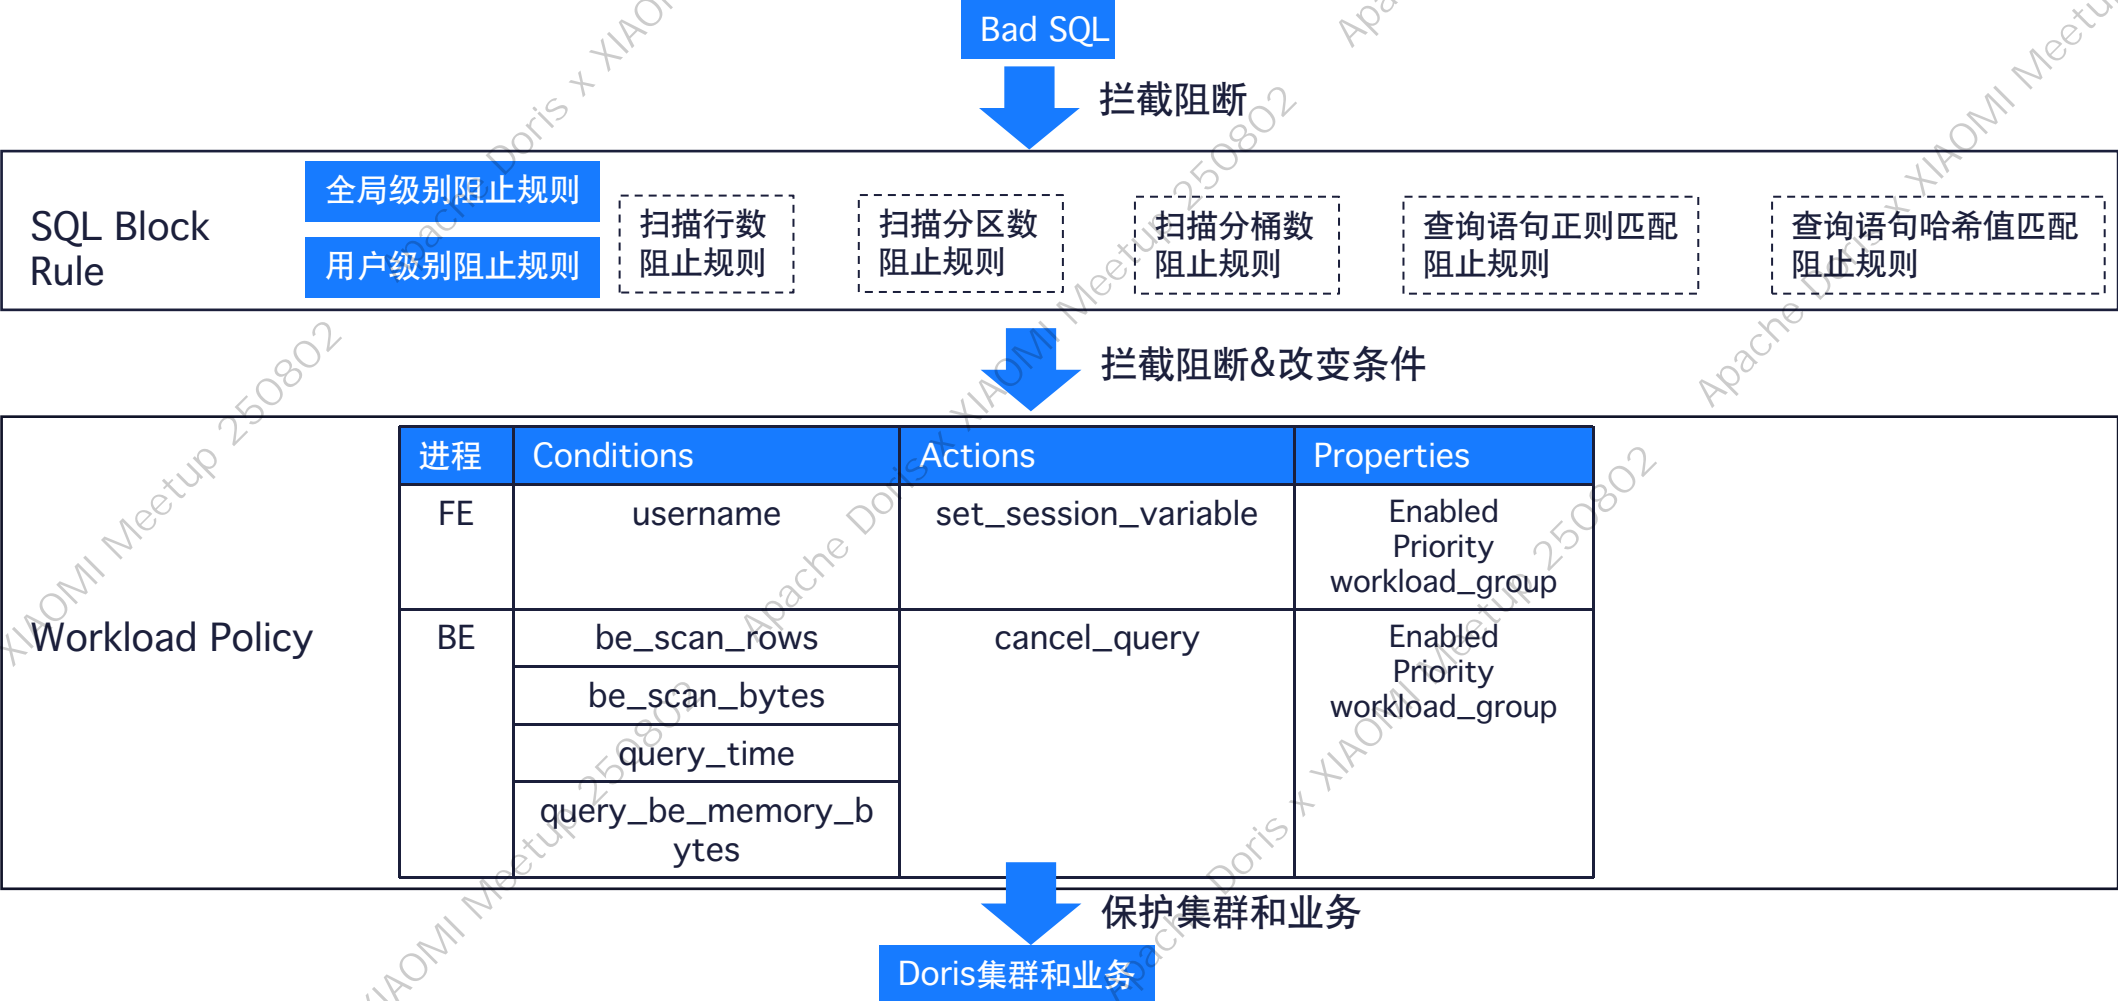 Bad SQL
拦截阻断
SQL Block
Rule
全局级别阻止规则
用户级别阻止规则
扫描行数
阻止规则
扫描分区数
阻止规则
扫描分桶数
阻止规则
查询语句正则匹配
阻止规则
查询语句哈希值匹配
阻止规则
拦截阻断&改变条件
Workload Policy
进程 Conditions Actions Properties
FE username set_session_variable Enabled
Priority
workload_group
BE be_scan_rows cancel_query Enabled
Priority
workload_group
be_scan_bytes
query_time
query_be_memory_b
ytes
保护集群和业务
Doris集群和业务
Apache Doris x XIAOMI Meetup 250802